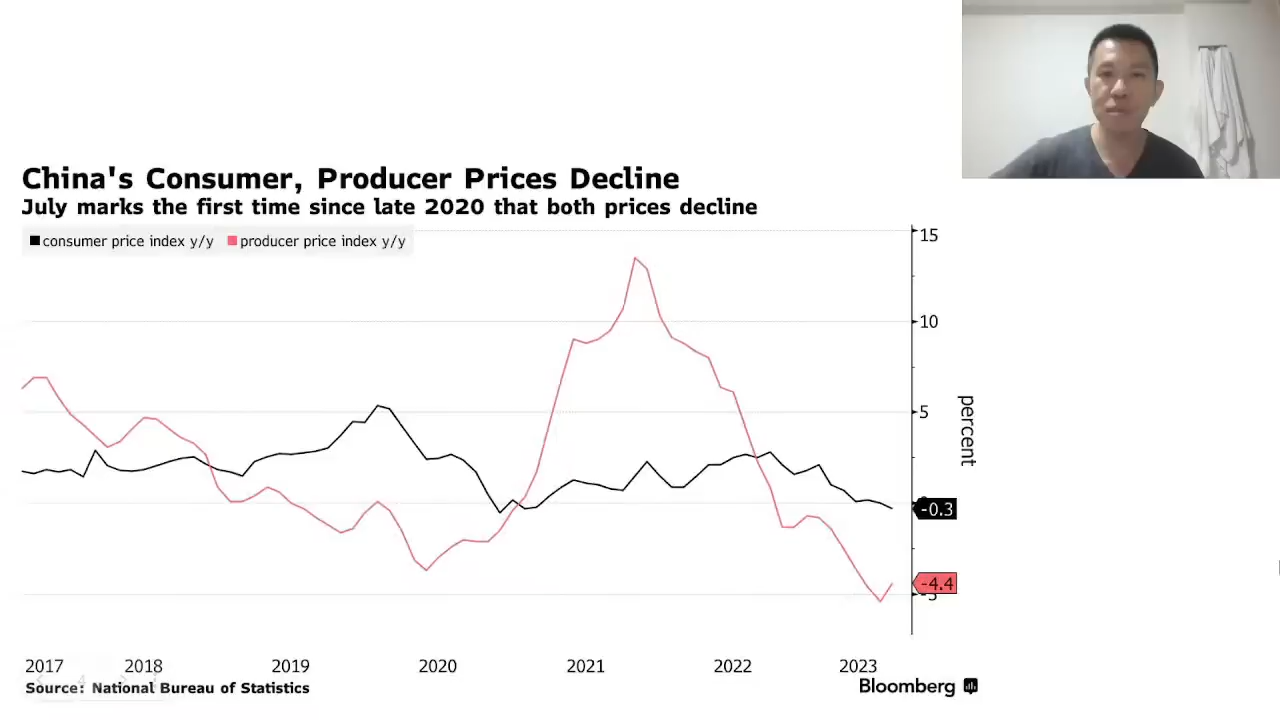 China's Consumer, Producer Prices Decline
July marks the first time since late 2020 that both prices decline
consumer price index y/y producer price index y/y
15
10
5
percent
-0.3
-4.4
-5
2017 2018 2019 2020 2021 2022 2023
Source: National Bureau of Statistics
Bloomberg